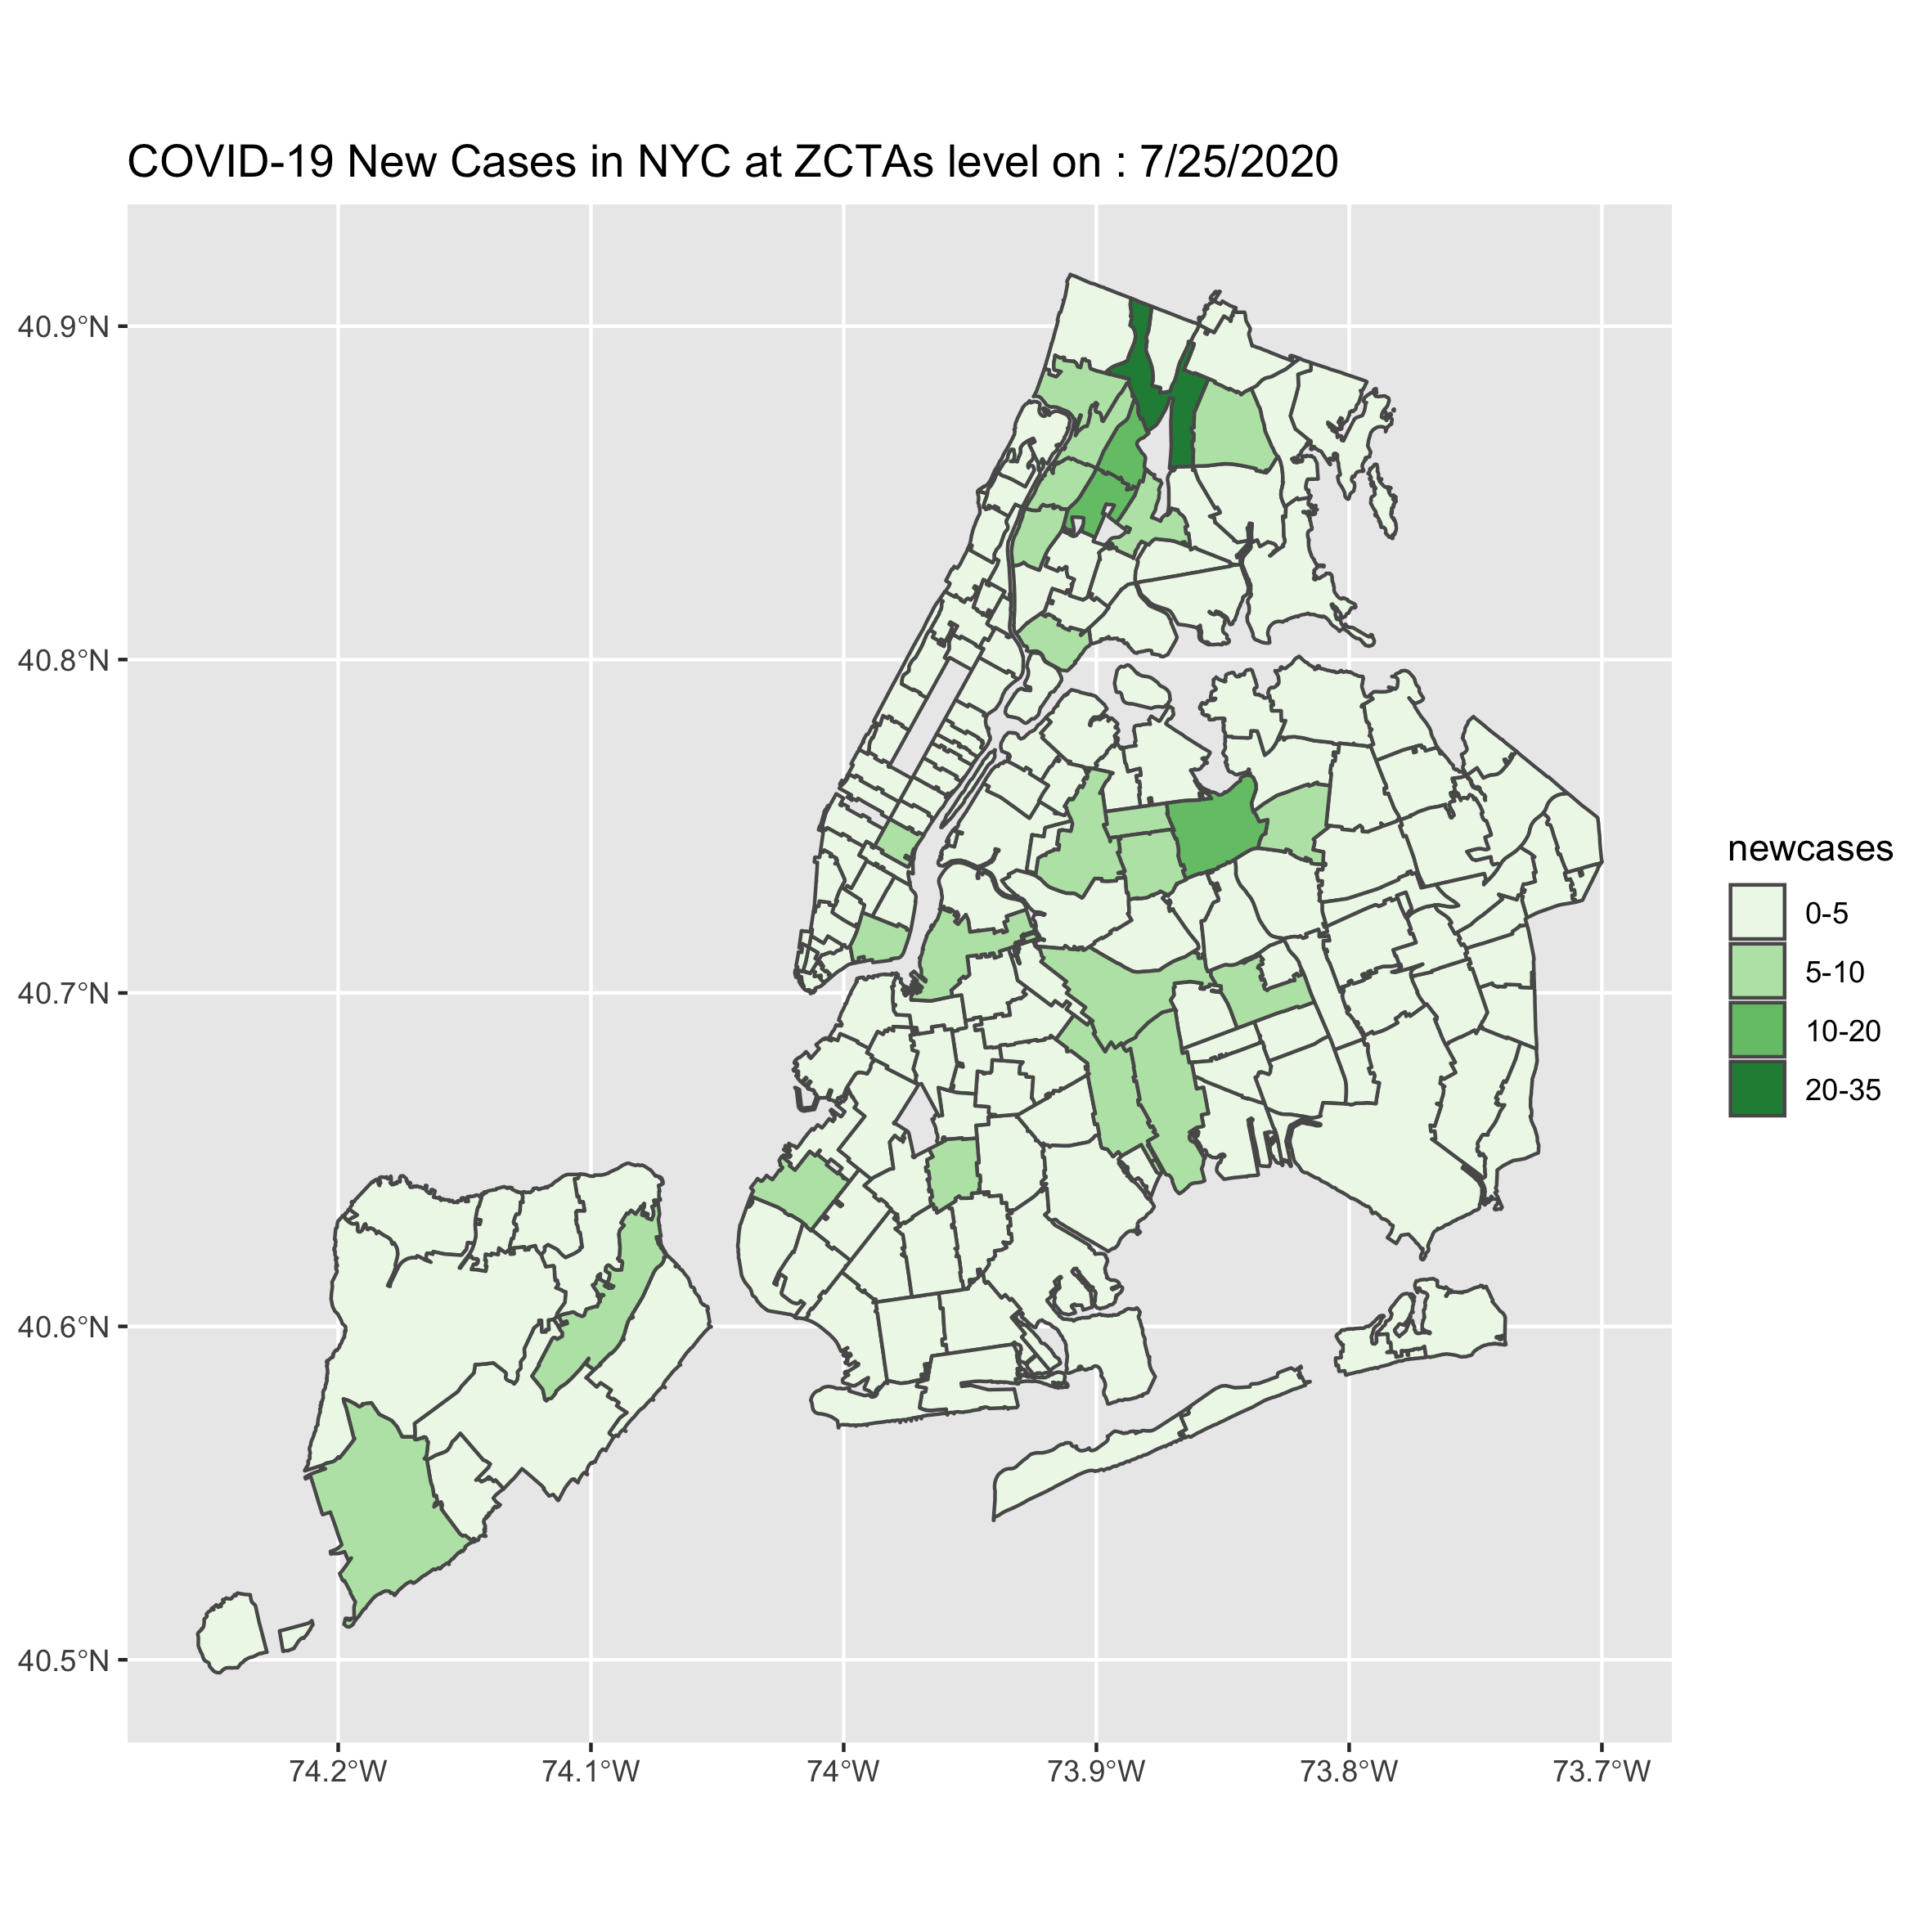 COVID-19 New Cases in NYC at ZCTAs level on : 7/25/2020
40.9°N
40.8°N
40.7°N
40.6°N
40.5°N
74.2°W
74.1°W
74°W
73.9°W
73.8°W
73.7°W
newcases
0-5
5-10
10-20
20-35